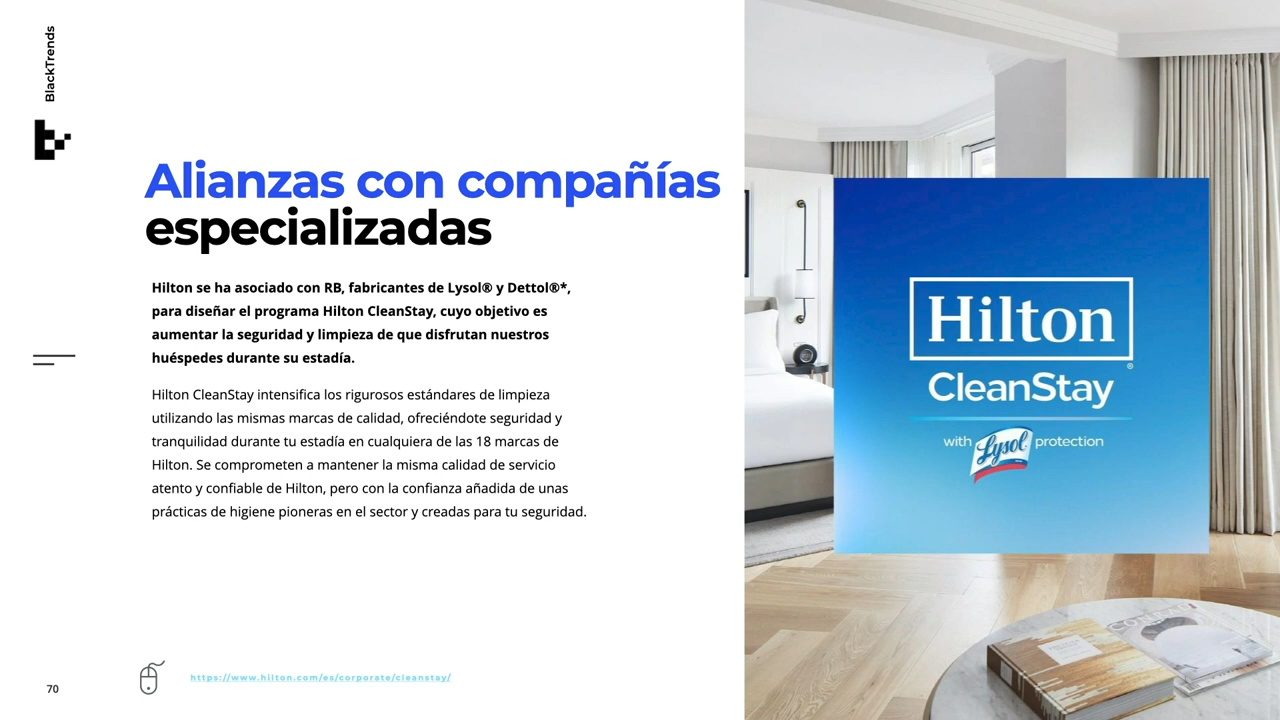 BlackTrends
Alianzas con compañías
especializadas
Hilton se ha asociado con RB, fabricantes de Lysol® y Dettol®*,
para diseñar el programa Hilton CleanStay, cuyo objetivo es
aumentar la seguridad y limpieza de que disfrutan nuestros
huéspedes durante su estadía.
Hilton CleanStay intensifica los rigurosos estándares de limpieza
utilizando las mismas marcas de calidad, ofreciéndote seguridad y
tranquilidad durante tu estadía en cualquiera de las 18 marcas de
Hilton. Se comprometen a mantener la misma calidad de servicio
atento y confiable de Hilton, pero con la confianza añadida de unas
prácticas de higiene pioneras en el sector y creadas para tu seguridad.
https://www.hilton.com/es/corporate/cleanstay/
70
Hilton
CleanStay®
with Lysol protection